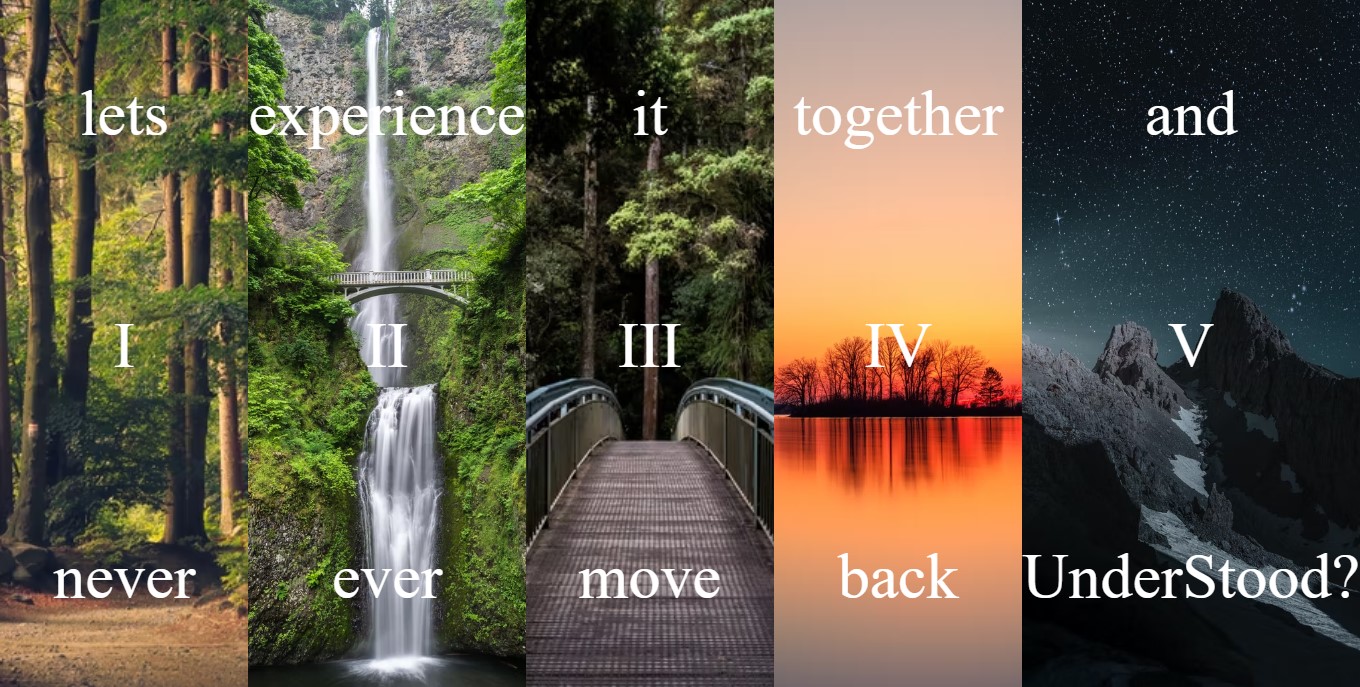 lets experience it together and
I II III IV V
never ever move back UnderStood?